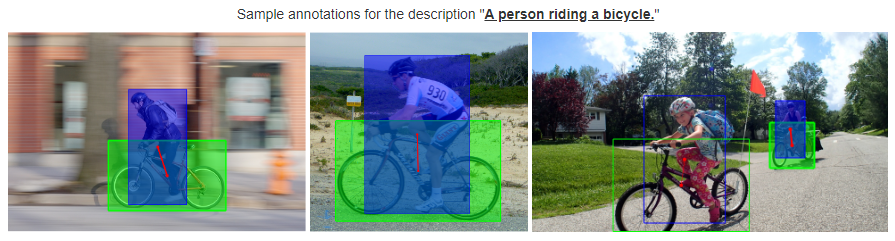 Sample annotations for the description "A person riding a bicycle."
930